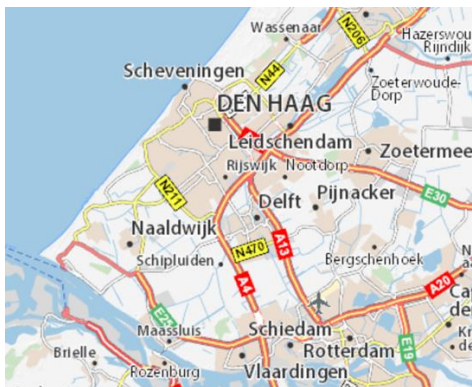 Wassenaar
N206
Hazerswou
Rijndijk
N44
Scheveningen
Zoeterwoude-
Dorp
DEN HAAG
Leidschendam
Zoetermee
Rijswijk
Nootdorp
N211
E30
Delft
Pijnacker
Naaldwijk
N470
A13
Schipluiden
Bergschenhoek
A4
A20
Maassluis
Schiedam
Brielle
Rotterdam
E19
Rozenburg
Vlaardingen